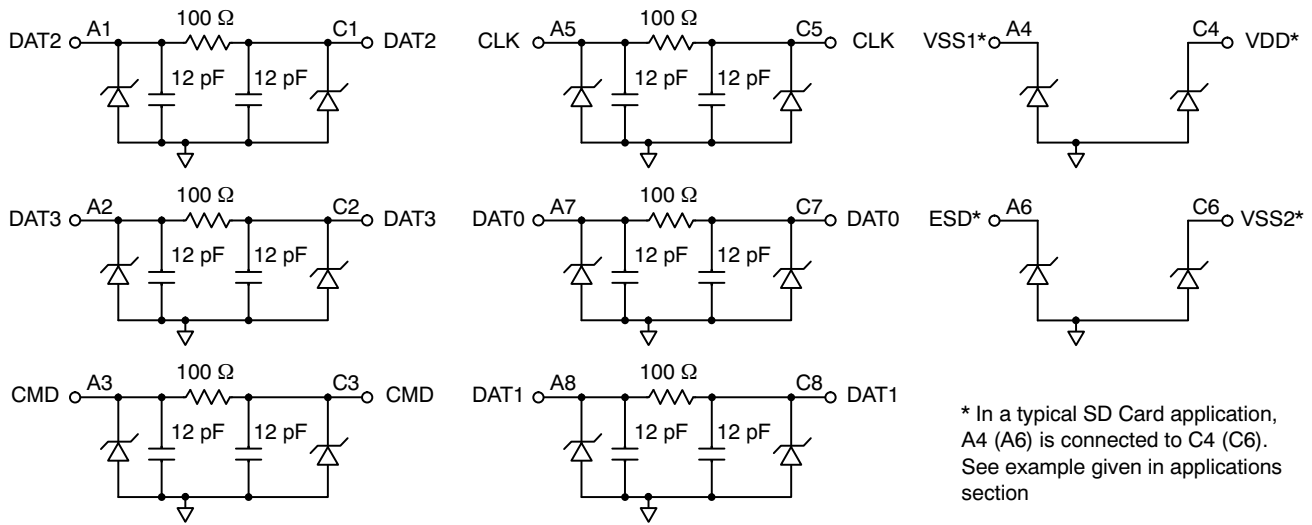 100 Ω
DAT2 A1 C1 DAT2
12 pF 12 pF
100 Ω
CLK A5 C5 CLK
12 pF 12 pF
VSS1* A4 C4 VDD*
100 Ω
DAT3 A2 C2 DAT3
12 pF 12 pF
100 Ω
DAT0 A7 C7 DAT0
12 pF 12 pF
ESD* A6 C6 VSS2*
100 Ω
CMD A3 C3 CMD
12 pF 12 pF
100 Ω
DAT1 A8 C8 DAT1
12 pF 12 pF
* In a typical SD Card application,
A4 (A6) is connected to C4 (C6).
See example given in applications
section